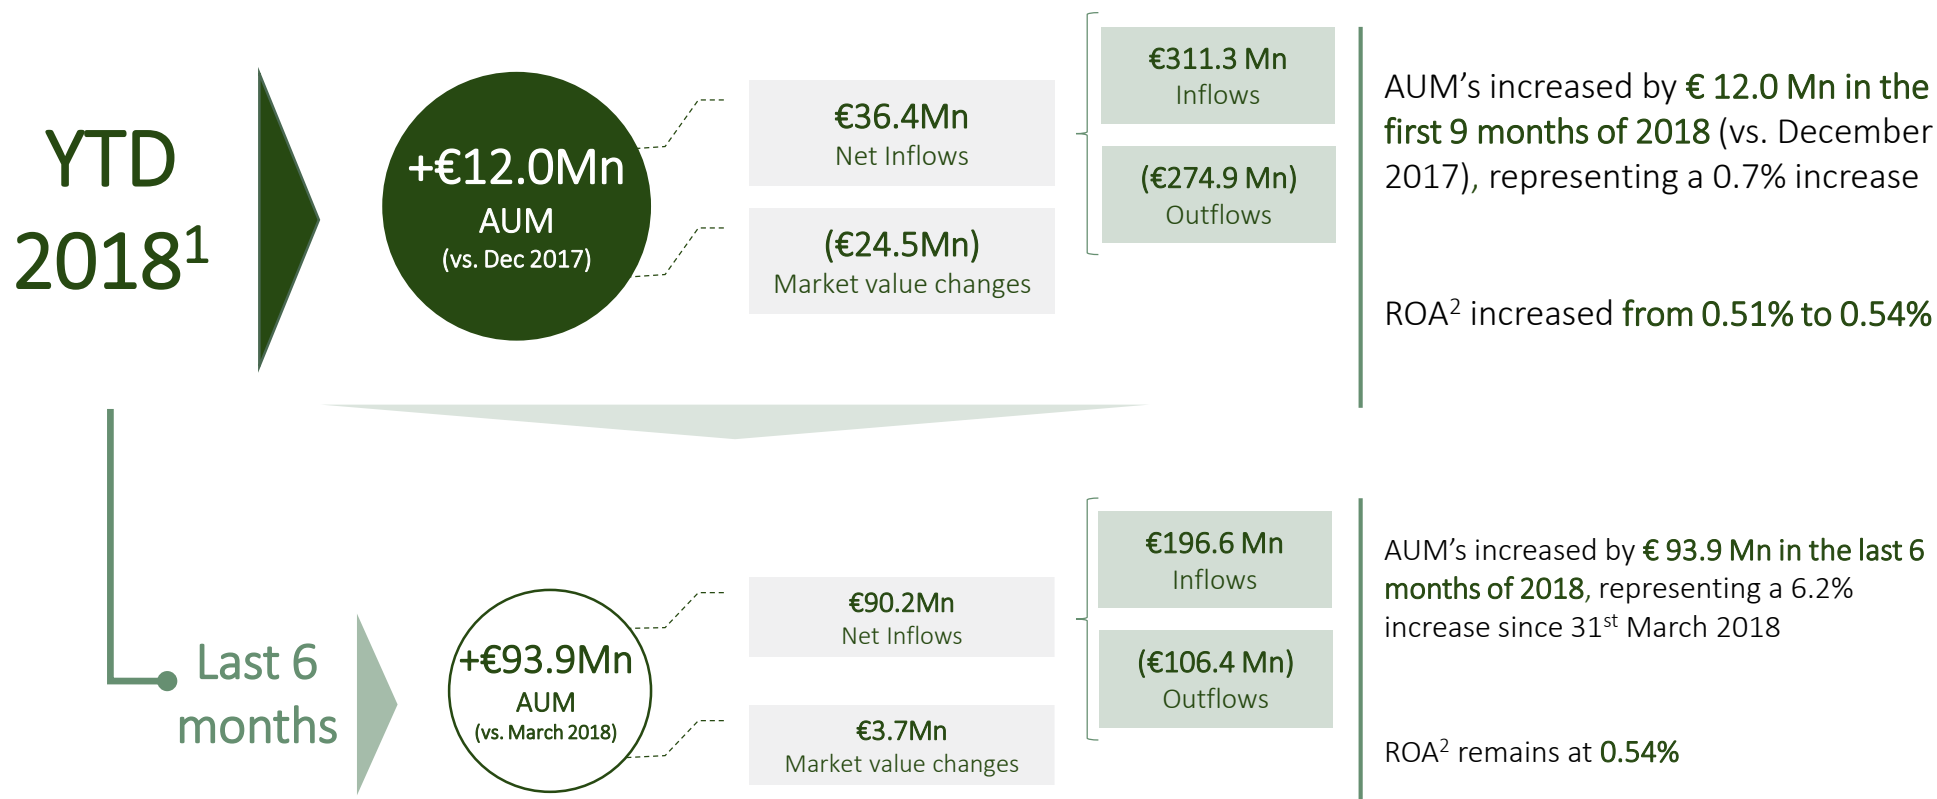 YTD
2018¹
+€12.0Mn
AUM
(vs. Dec 2017)
€36.4Mn
Net Inflows
(€24.5Mn)
Market value changes
€311.3 Mn
Inflows
(€274.9 Mn)
Outflows
AUM’s increased by € 12.0 Mn in the
first 9 months of 2018 (vs. December
2017), representing a 0.7% increase
ROA² increased from 0.51% to 0.54%
Last 6
months
+€93.9Mn
AUM
(vs. March 2018)
€90.2Mn
Net Inflows
€3.7Mn
Market value changes
€196.6 Mn
Inflows
(€106.4 Mn)
Outflows
AUM’s increased by € 93.9 Mn in the last 6
months of 2018, representing a 6.2%
increase since 31st March 2018
ROA² remains at 0.54%